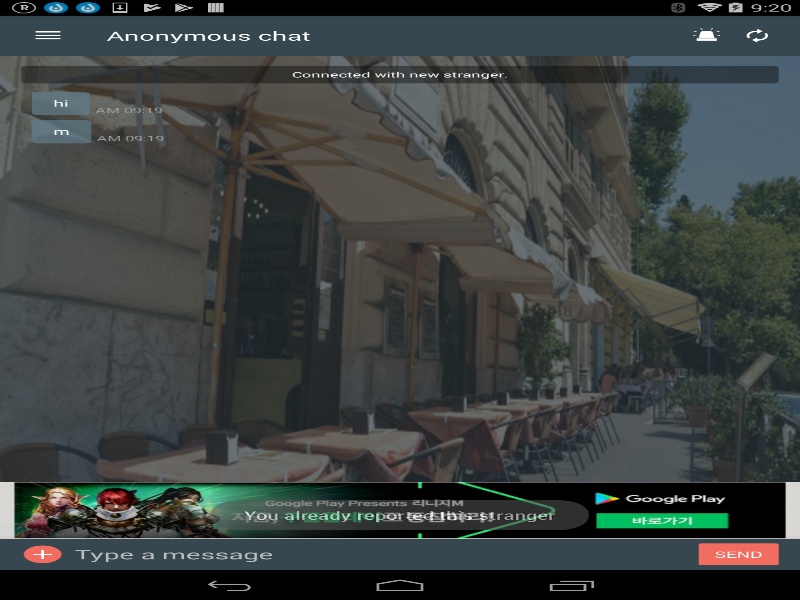 R
9:20
Anonymous chat
Connected with new stranger.
hi
AM 09:19
m
AM 09:19
Google Play Presents 리니지M
You already reported this stranger
Google Play
바로가기
Type a message
SEND